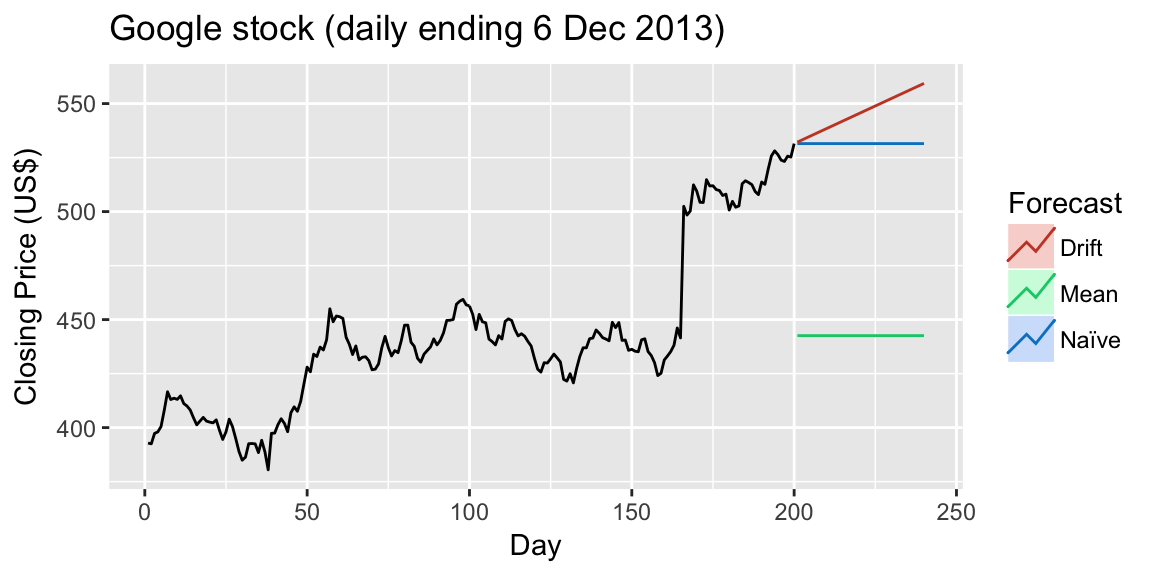 Google stock (daily ending 6 Dec 2013)
Closing Price (US$)
550
500
450
400
0 50 100 150 200 250
Day
Forecast
Drift
Mean
Naïve